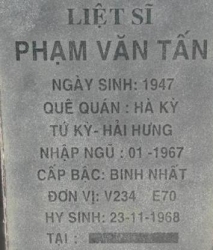 LIỆT SĨ
PHẠM VĂN TẤN
NGÀY SINH: 1947
QUÊ QUÁN : HÀ KỲ
TỨ KỲ- HẢI HƯNG
NHẬP NGŨ : 01 -1967
CẤP BẬC: BINH NHẤT
ĐƠN VỊ: V234 E70
HY SINH: 23-11-1968
TẠI :